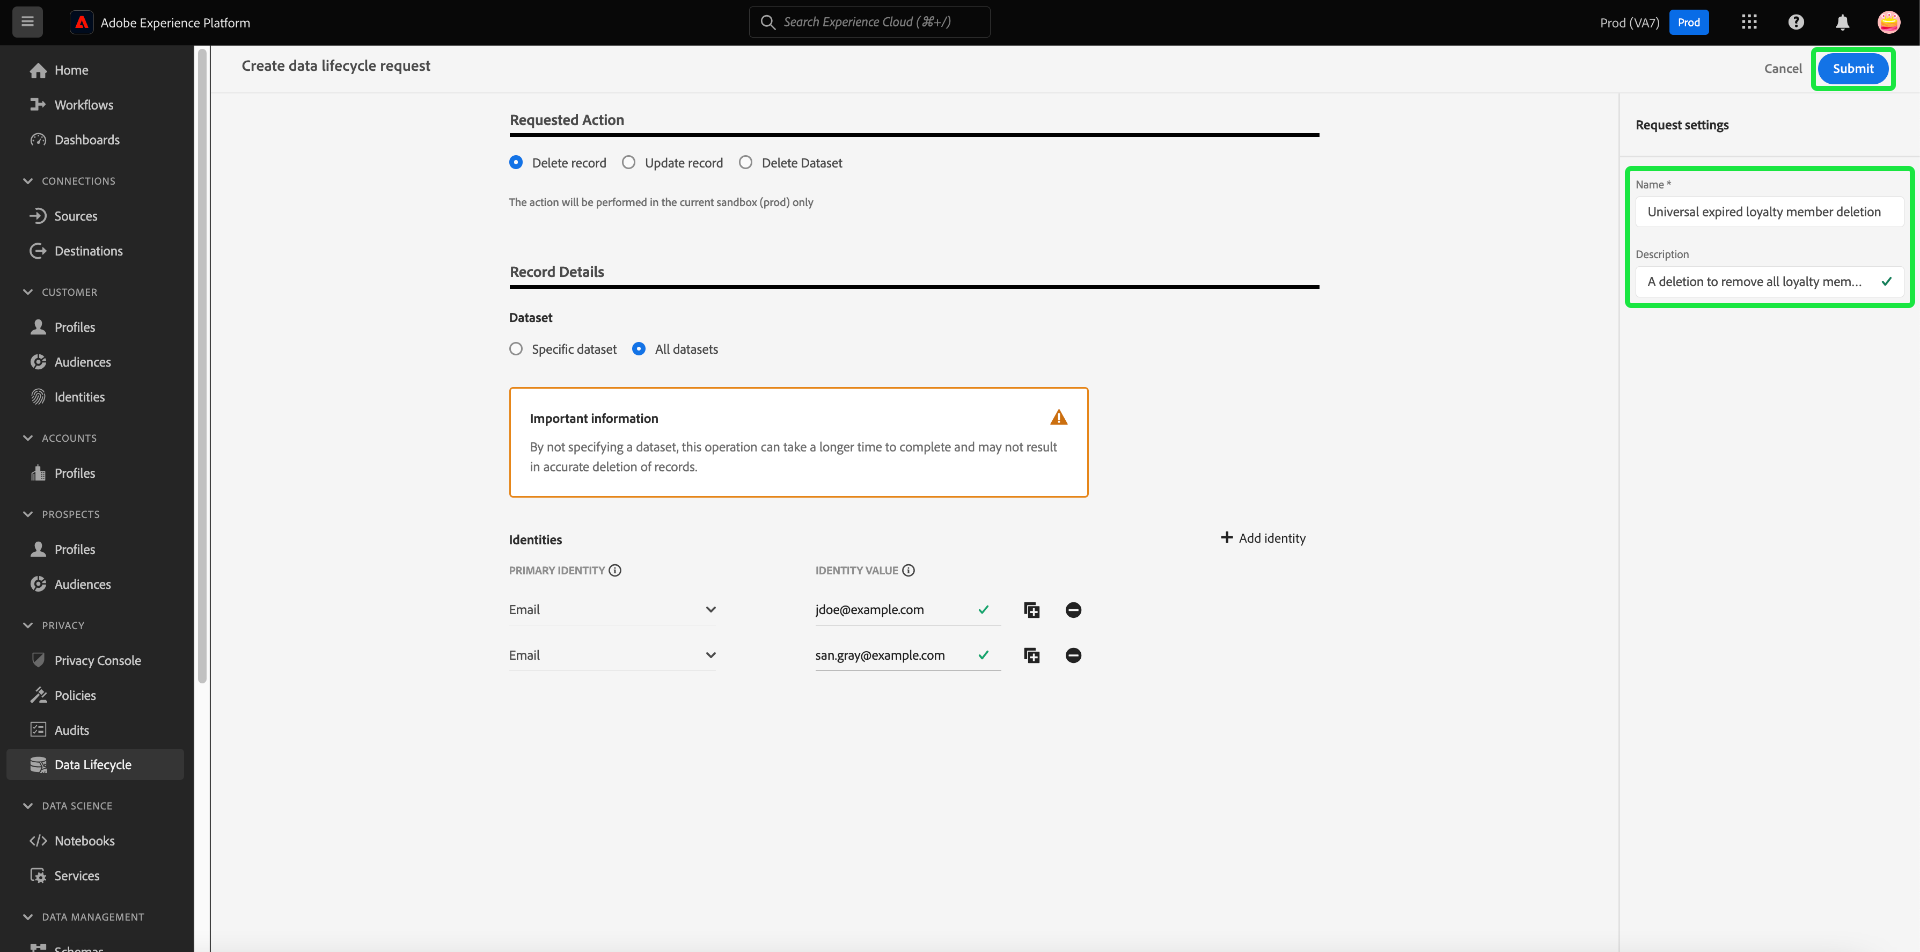 Adobe Experience Platform
Search Experience Cloud (⌘+/)
Prod (VA7)
Prod
Home
Workflows
Dashboards
CONNECTIONS
Sources
Destinations
CUSTOMER
Profiles
Audiences
Identities
ACCOUNTS
Profiles
PROSPECTS
Profiles
Audiences
PRIVACY
Privacy Console
Policies
Audits
Data Lifecycle
DATA SCIENCE
Notebooks
Services
DATA MANAGEMENT
Schemas
Create data lifecycle request
Cancel
Submit
Requested Action
Delete record
Update record
Delete Dataset
The action will be performed in the current sandbox (prod) only
Record Details
Dataset
Specific dataset
All datasets
Important information
By not specifying a dataset, this operation can take a longer time to complete and may not result
in accurate deletion of records.
Identities
Add identity
PRIMARY IDENTITY
IDENTITY VALUE
Email
jdoe@example.com
Email
san.gray@example.com
Request settings
Name *
Universal expired loyalty member deletion
Description
A deletion to remove all loyalty mem...